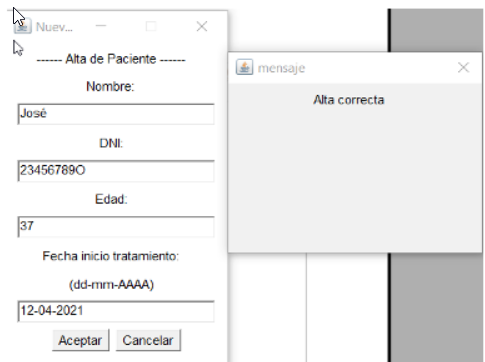 Nuev...
------ Alta de Paciente ------
Nombre:
José
DNI:
23456789O
Edad:
37
Fecha inicio tratamiento:
(dd-mm-AAAA)
12-04-2021
Aceptar Cancelar
mensaje
Alta correcta